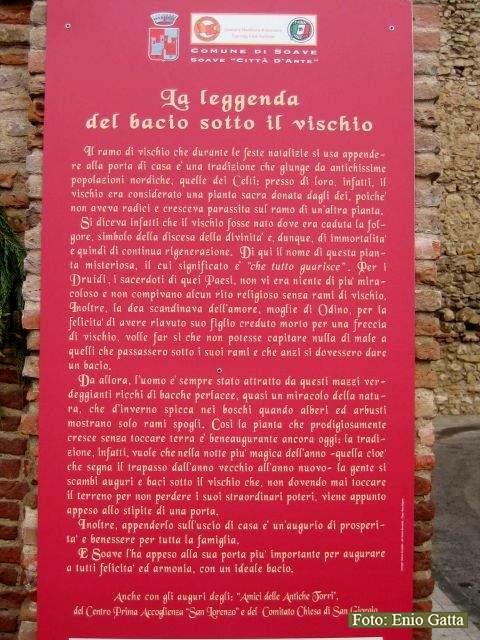 COMUNE DI SOAVE
SOAVE "CITTÀ D'ARTE"
La leggenda
del bacio sotto il vischio
Il ramo di vischio che durante le feste natalizie si usa appende-
re alla porta di casa e' una tradizione che giunge da antichissime
popolazioni nordiche, quelle dei Celti: presso di loro, infatti, il
vischio era considerato una pianta sacra donata dagli dei, poiche'
non aveva radici e cresceva parassita sul ramo di un'altra pianta.
Si diceva infatti che il vischio fosse nato dove era caduta la fol-
gore, simbolo della discesa della divinita' e, dunque, di immortalita'
e quindi di continua rigenerazione. Di qui il nome di questa pian-
ta misteriosa, il cui significato e' "che tutto guarisce". Per i
Druidi, i sacerdoti di quei Paesi, non vi era niente di piu' mira-
coloso e non compivano alcun rito religioso senza rami di vischio.
Inoltre, la dea scandinava dell'amore, moglie di Odino, per la
felicita' di avere riavuto suo figlio creduto morto per una freccia
di vischio, volle far si che non potesse capitare nulla di male a
quelli che passassero sotto i suoi rami e che anzi si dovessero dare
un bacio.
Da allora, l'uomo e' sempre stato attratto da questi mazzi ver-
deggianti ricchi di bacche perlacee, quasi un miracolo della natu-
ra, che d'inverno spicca nei boschi quando alberi ed arbusti
mostrano solo rami spogli. Così la pianta che prodigiosamente
cresce senza toccare terra e' beneaugurante ancora oggi: la tradi-
zione, infatti, vuole che nella notte piu' magica dell'anno -quella cioe'
che segna il trapasso dall'anno vecchio all'anno nuovo- la gente si
scambi auguri e baci sotto il vischio che, non dovendo mai toccare
il terreno per non perdere i suoi straordinari poteri, viene appunto
appeso allo stipite di una porta.
Inoltre, appenderlo sull'uscio di casa e' un'augurio di prosperi-
ta' e benessere per tutta la famiglia.
E Soave l'ha appeso alla sua porta piu' importante per augurare
a tutti felicita' ed armonia, con un ideale bacio.
Anche con gli auguri degli: "Amici delle Antiche Torri",
del Centro Prima Accoglienza "San Lorenzo" e del Comitato Chiesa di San Giorgio
Foto: Enio Gatta